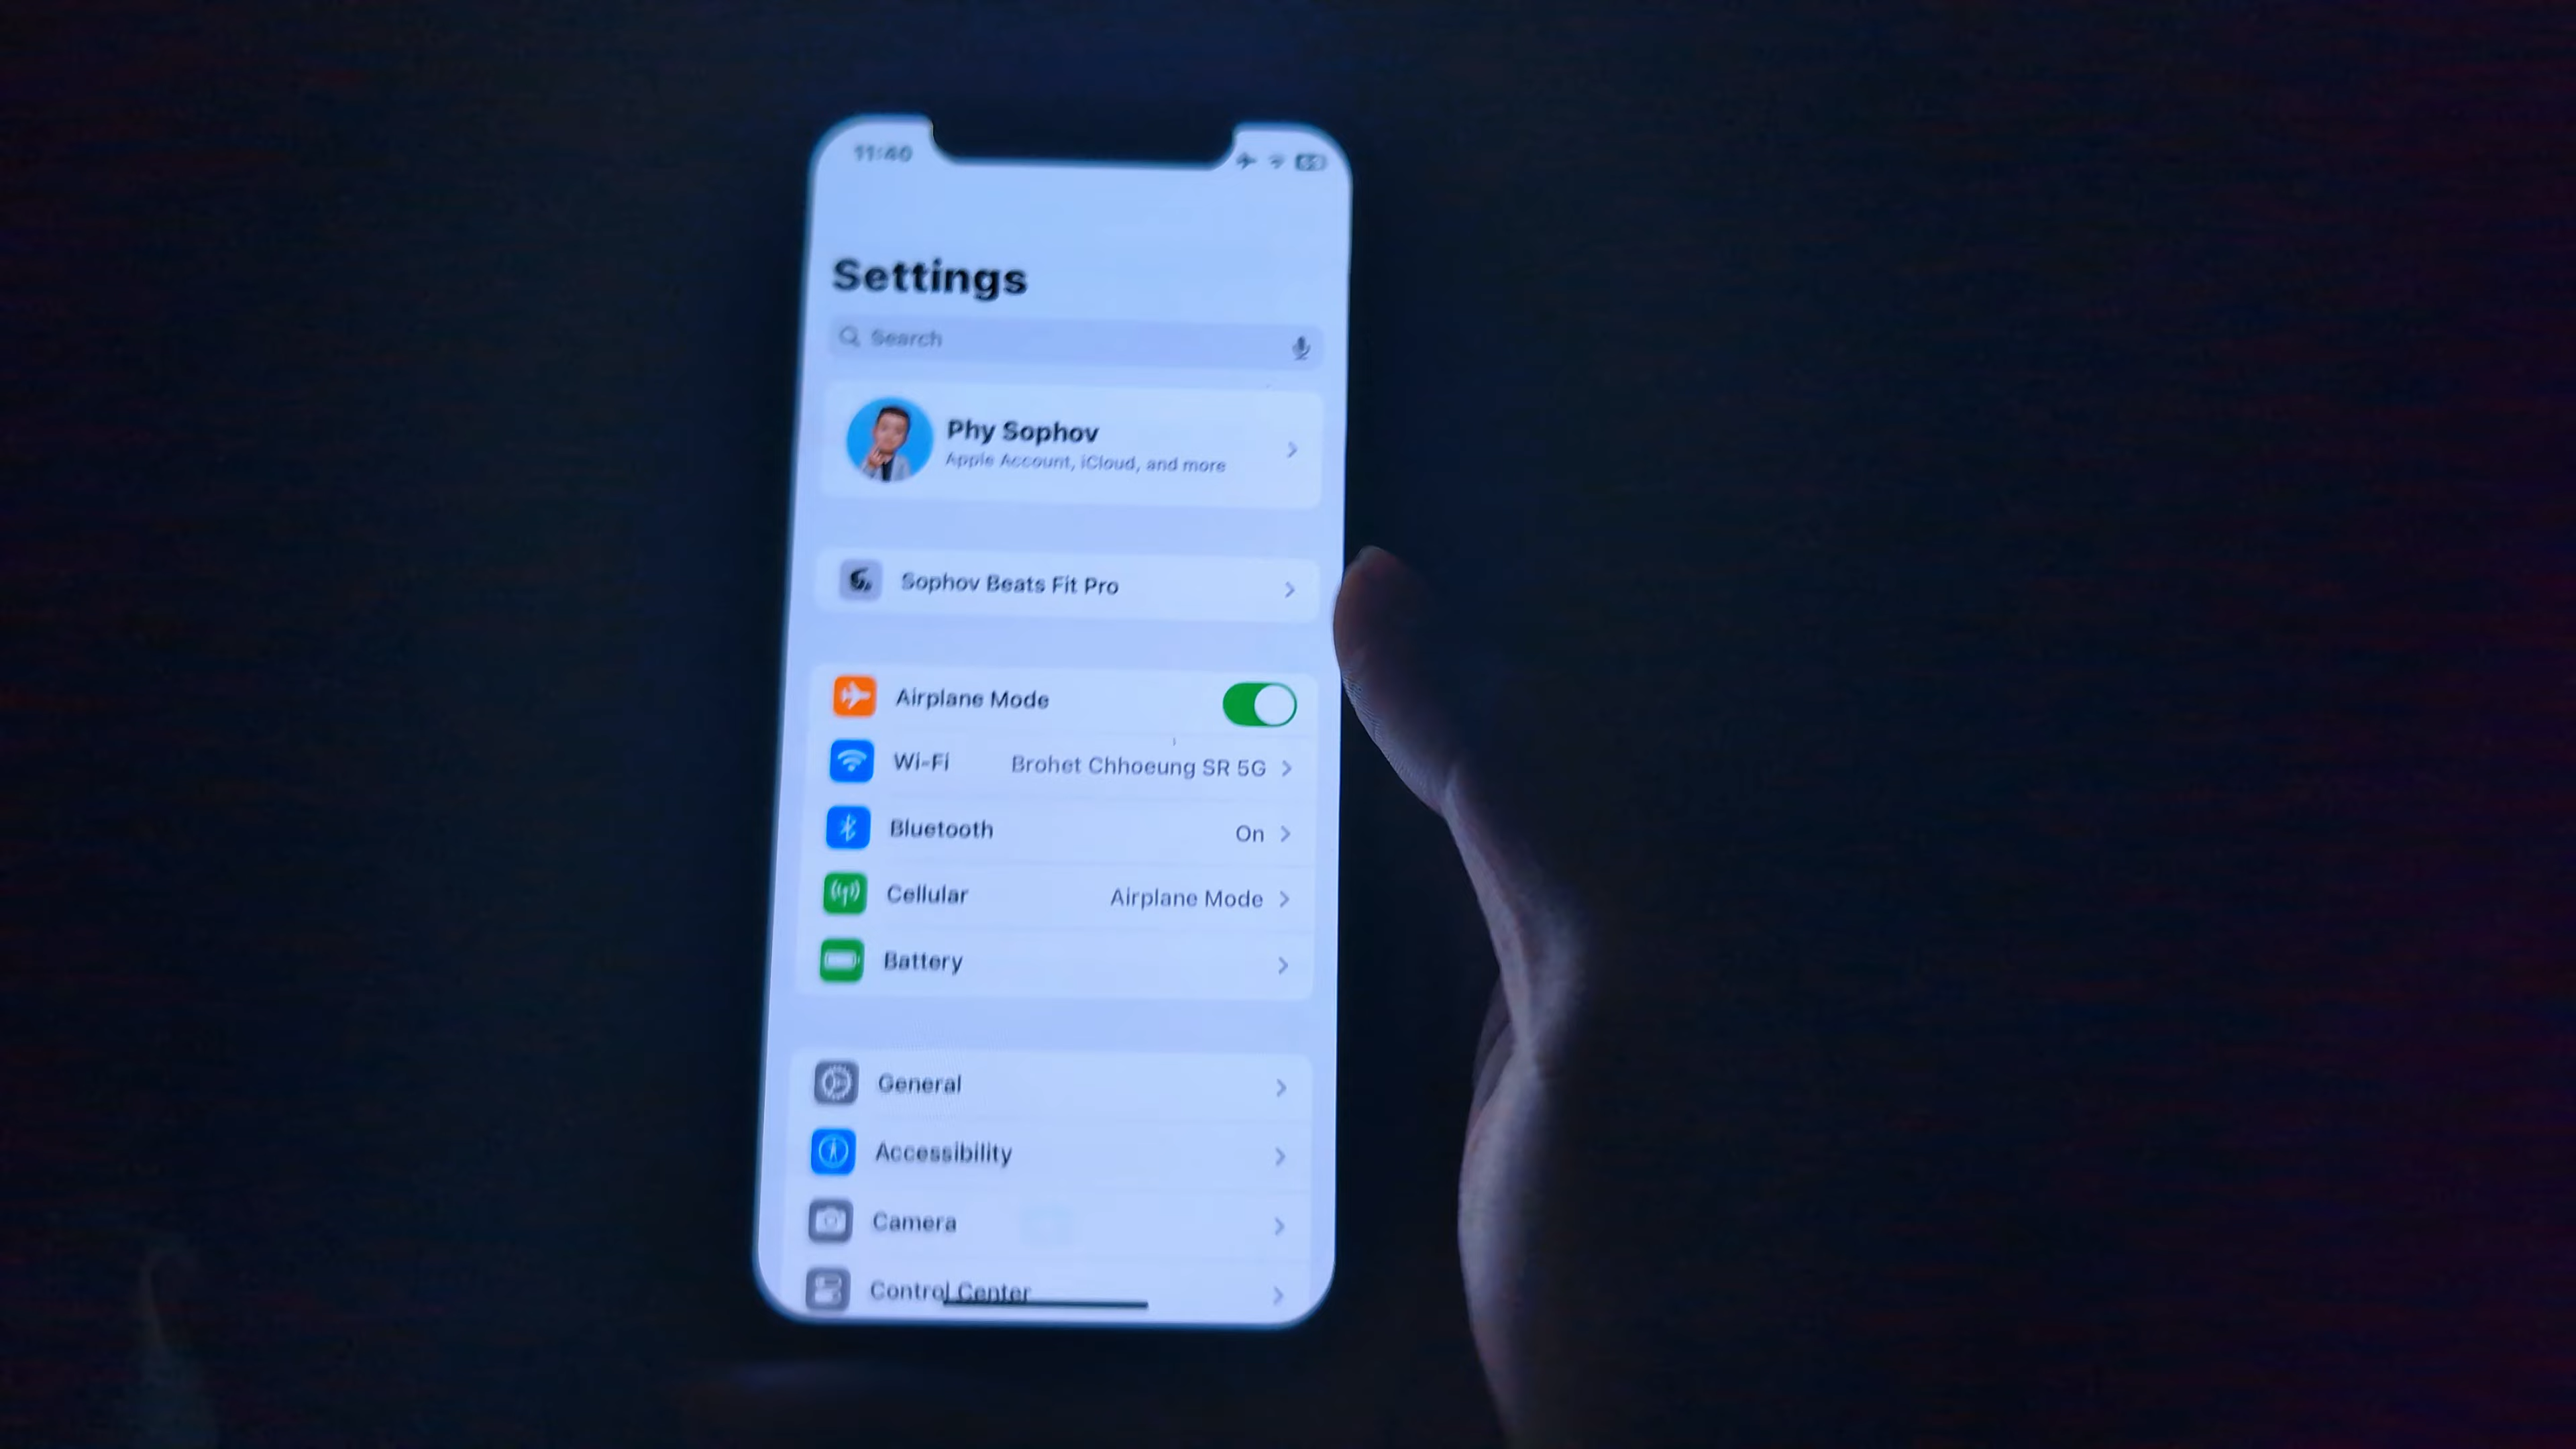 11:40
Settings
Search
Phy Sophov
Apple Account, iCloud, and more
Sophov Beats Fit Pro
Airplane Mode
Wi-Fi Brohet Chhoeung SR 5G
Bluetooth On
Cellular Airplane Mode
Battery
General
Accessibility
Camera
Control Center